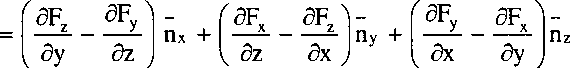 = (∂F_z/∂y − ∂F_y/∂z) n̄_x + (∂F_x/∂z − ∂F_z/∂x) n̄_y + (∂F_y/∂x − ∂F_x/∂y) n̄_z